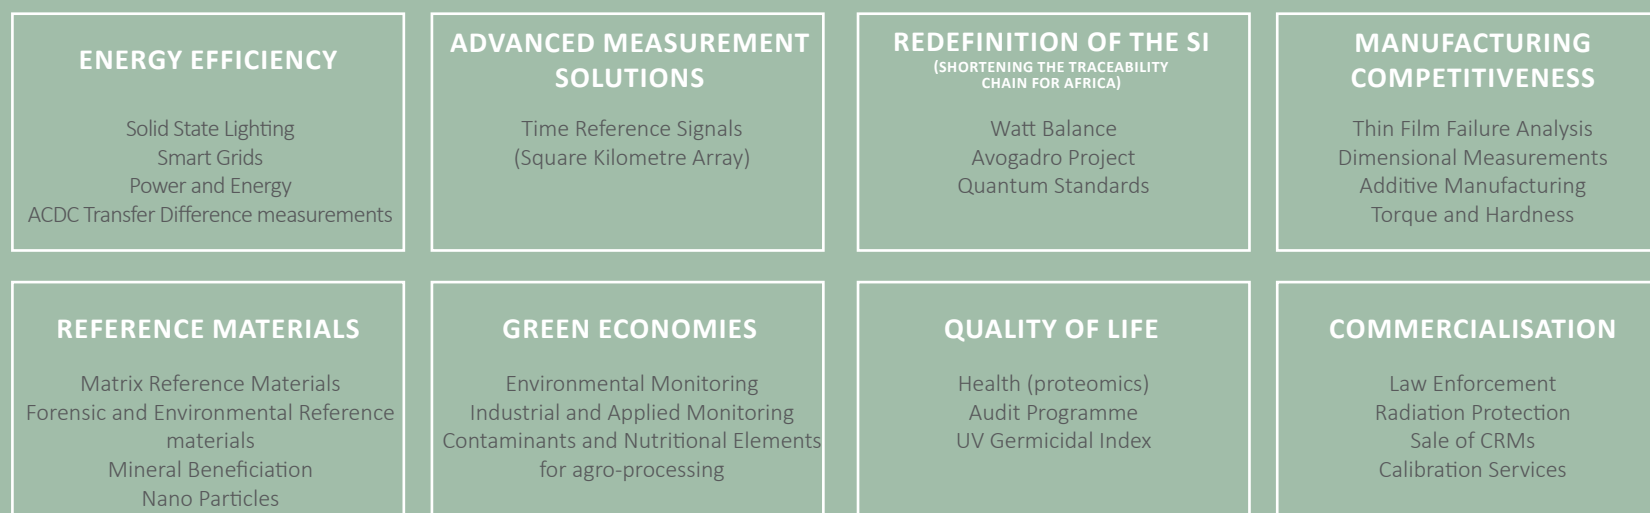 ENERGY EFFICIENCY
Solid State Lighting
Smart Grids
Power and Energy
ACDC Transfer Difference measurements
ADVANCED MEASUREMENT
SOLUTIONS
Time Reference Signals
(Square Kilometre Array)
REDEFINITION OF THE SI
(SHORTENING THE TRACEABILITY
CHAIN FOR AFRICA)
Watt Balance
Avogadro Project
Quantum Standards
MANUFACTURING
COMPETITIVENESS
Thin Film Failure Analysis
Dimensional Measurements
Additive Manufacturing
Torque and Hardness
REFERENCE MATERIALS
Matrix Reference Materials
Forensic and Environmental Reference
materials
Mineral Beneficiation
Nano Particles
GREEN ECONOMIES
Environmental Monitoring
Industrial and Applied Monitoring
Contaminants and Nutritional Elements
for agro-processing
QUALITY OF LIFE
Health (proteomics)
Audit Programme
UV Germicidal Index
COMMERCIALISATION
Law Enforcement
Radiation Protection
Sale of CRMs
Calibration Services